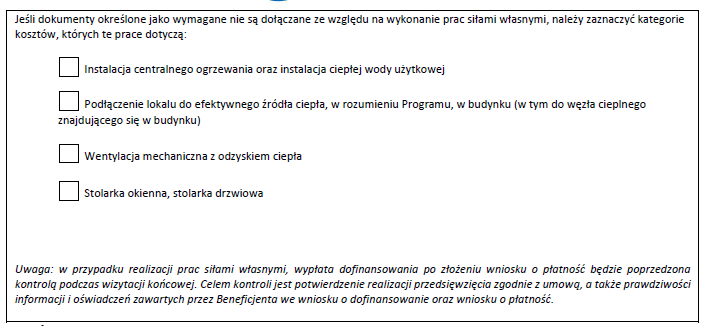 Jeśli dokumenty określone jako wymagane nie są dołączane ze względu na wykonanie prac siłami własnymi, należy zaznaczyć kategorie
kosztów, których te prace dotyczą:
Instalacja centralnego ogrzewania oraz instalacja ciepłej wody użytkowej
Podłączenie lokalu do efektywnego źródła ciepła, w rozumieniu Programu, w budynku (w tym do węzła cieplnego
znajdującego się w budynku)
Wentylacja mechaniczna z odzyskiem ciepła
Stolarka okienna, stolarka drzwiowa
Uwaga: w przypadku realizacji prac siłami własnymi, wypłata dofinansowania po złożeniu wniosku o płatność będzie poprzedzona
kontrolą podczas wizytacji końcowej. Celem kontroli jest potwierdzenie realizacji przedsięwzięcia zgodnie z umową, a także prawdziwości
informacji i oświadczeń zawartych przez Beneficjenta we wniosku o dofinansowanie oraz wniosku o płatność.